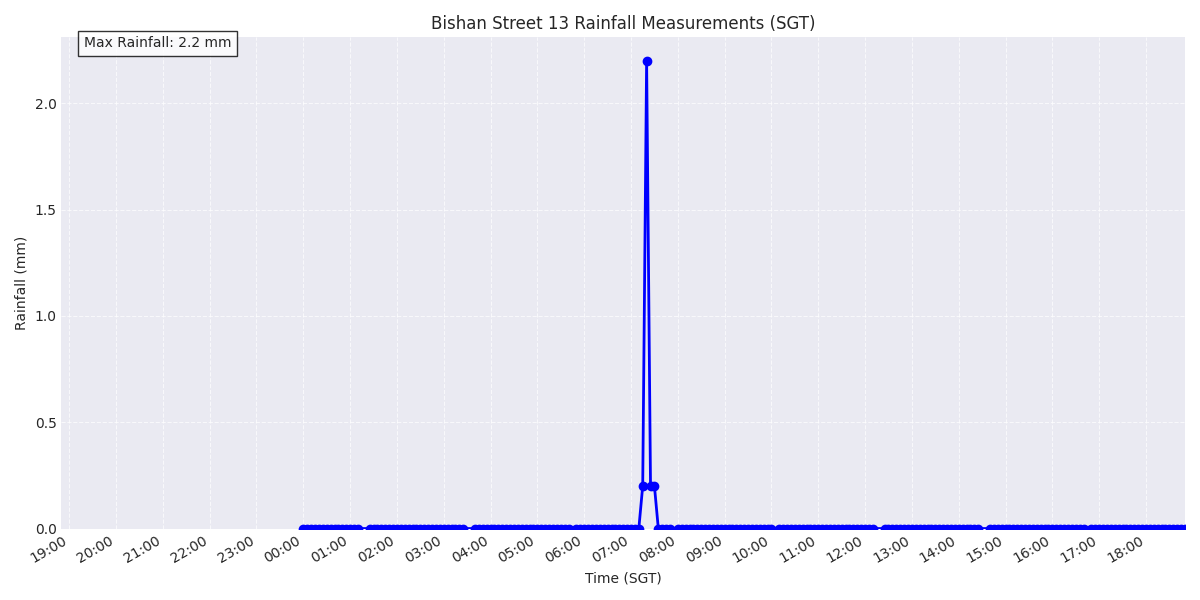 Bishan Street 13 Rainfall Measurements (SGT)
Max Rainfall: 2.2 mm
Rainfall (mm)
2.0
1.5
1.0
0.5
0.0
19:00 20:00 21:00 22:00 23:00 00:00 01:00 02:00 03:00 04:00 05:00 06:00 07:00 08:00 09:00 10:00 11:00 12:00 13:00 14:00 15:00 16:00 17:00 18:00
Time (SGT)